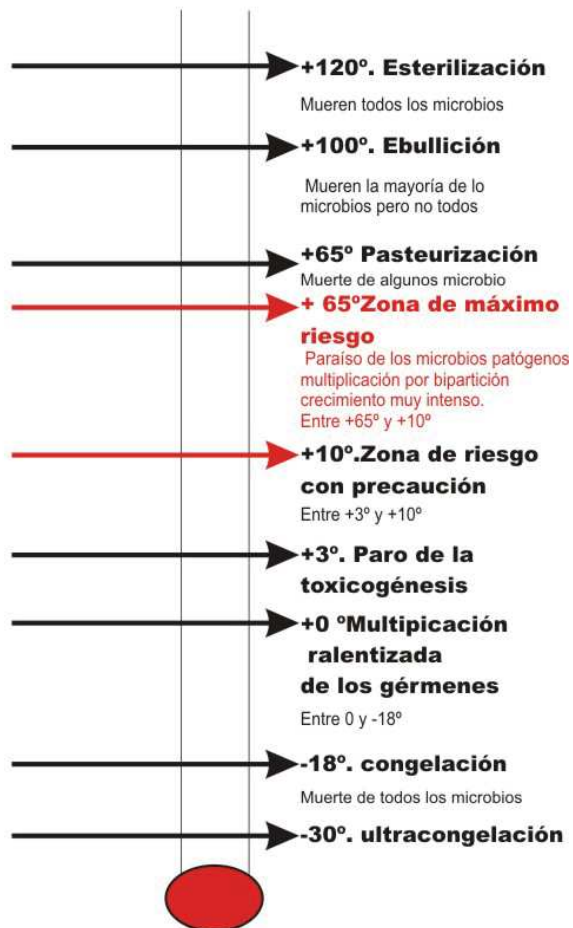 +120º. Esterilización
Mueren todos los microbios
+100º. Ebullición
Mueren la mayoría de lo
microbios pero no todos
+65º Pasteurización
Muerte de algunos microbio
+ 65ºZona de máximo
riesgo
Paraíso de los microbios patógenos
multiplicación por bipartición
crecimiento muy intenso.
Entre +65º y +10º
+10º.Zona de riesgo
con precaución
Entre +3º y +10º
+3º. Paro de la
toxicogénesis
+0 ºMultipicación
ralentizada
de los gérmenes
Entre 0 y -18º
-18º. congelación
Muerte de todos los microbios
-30º. ultracongelación